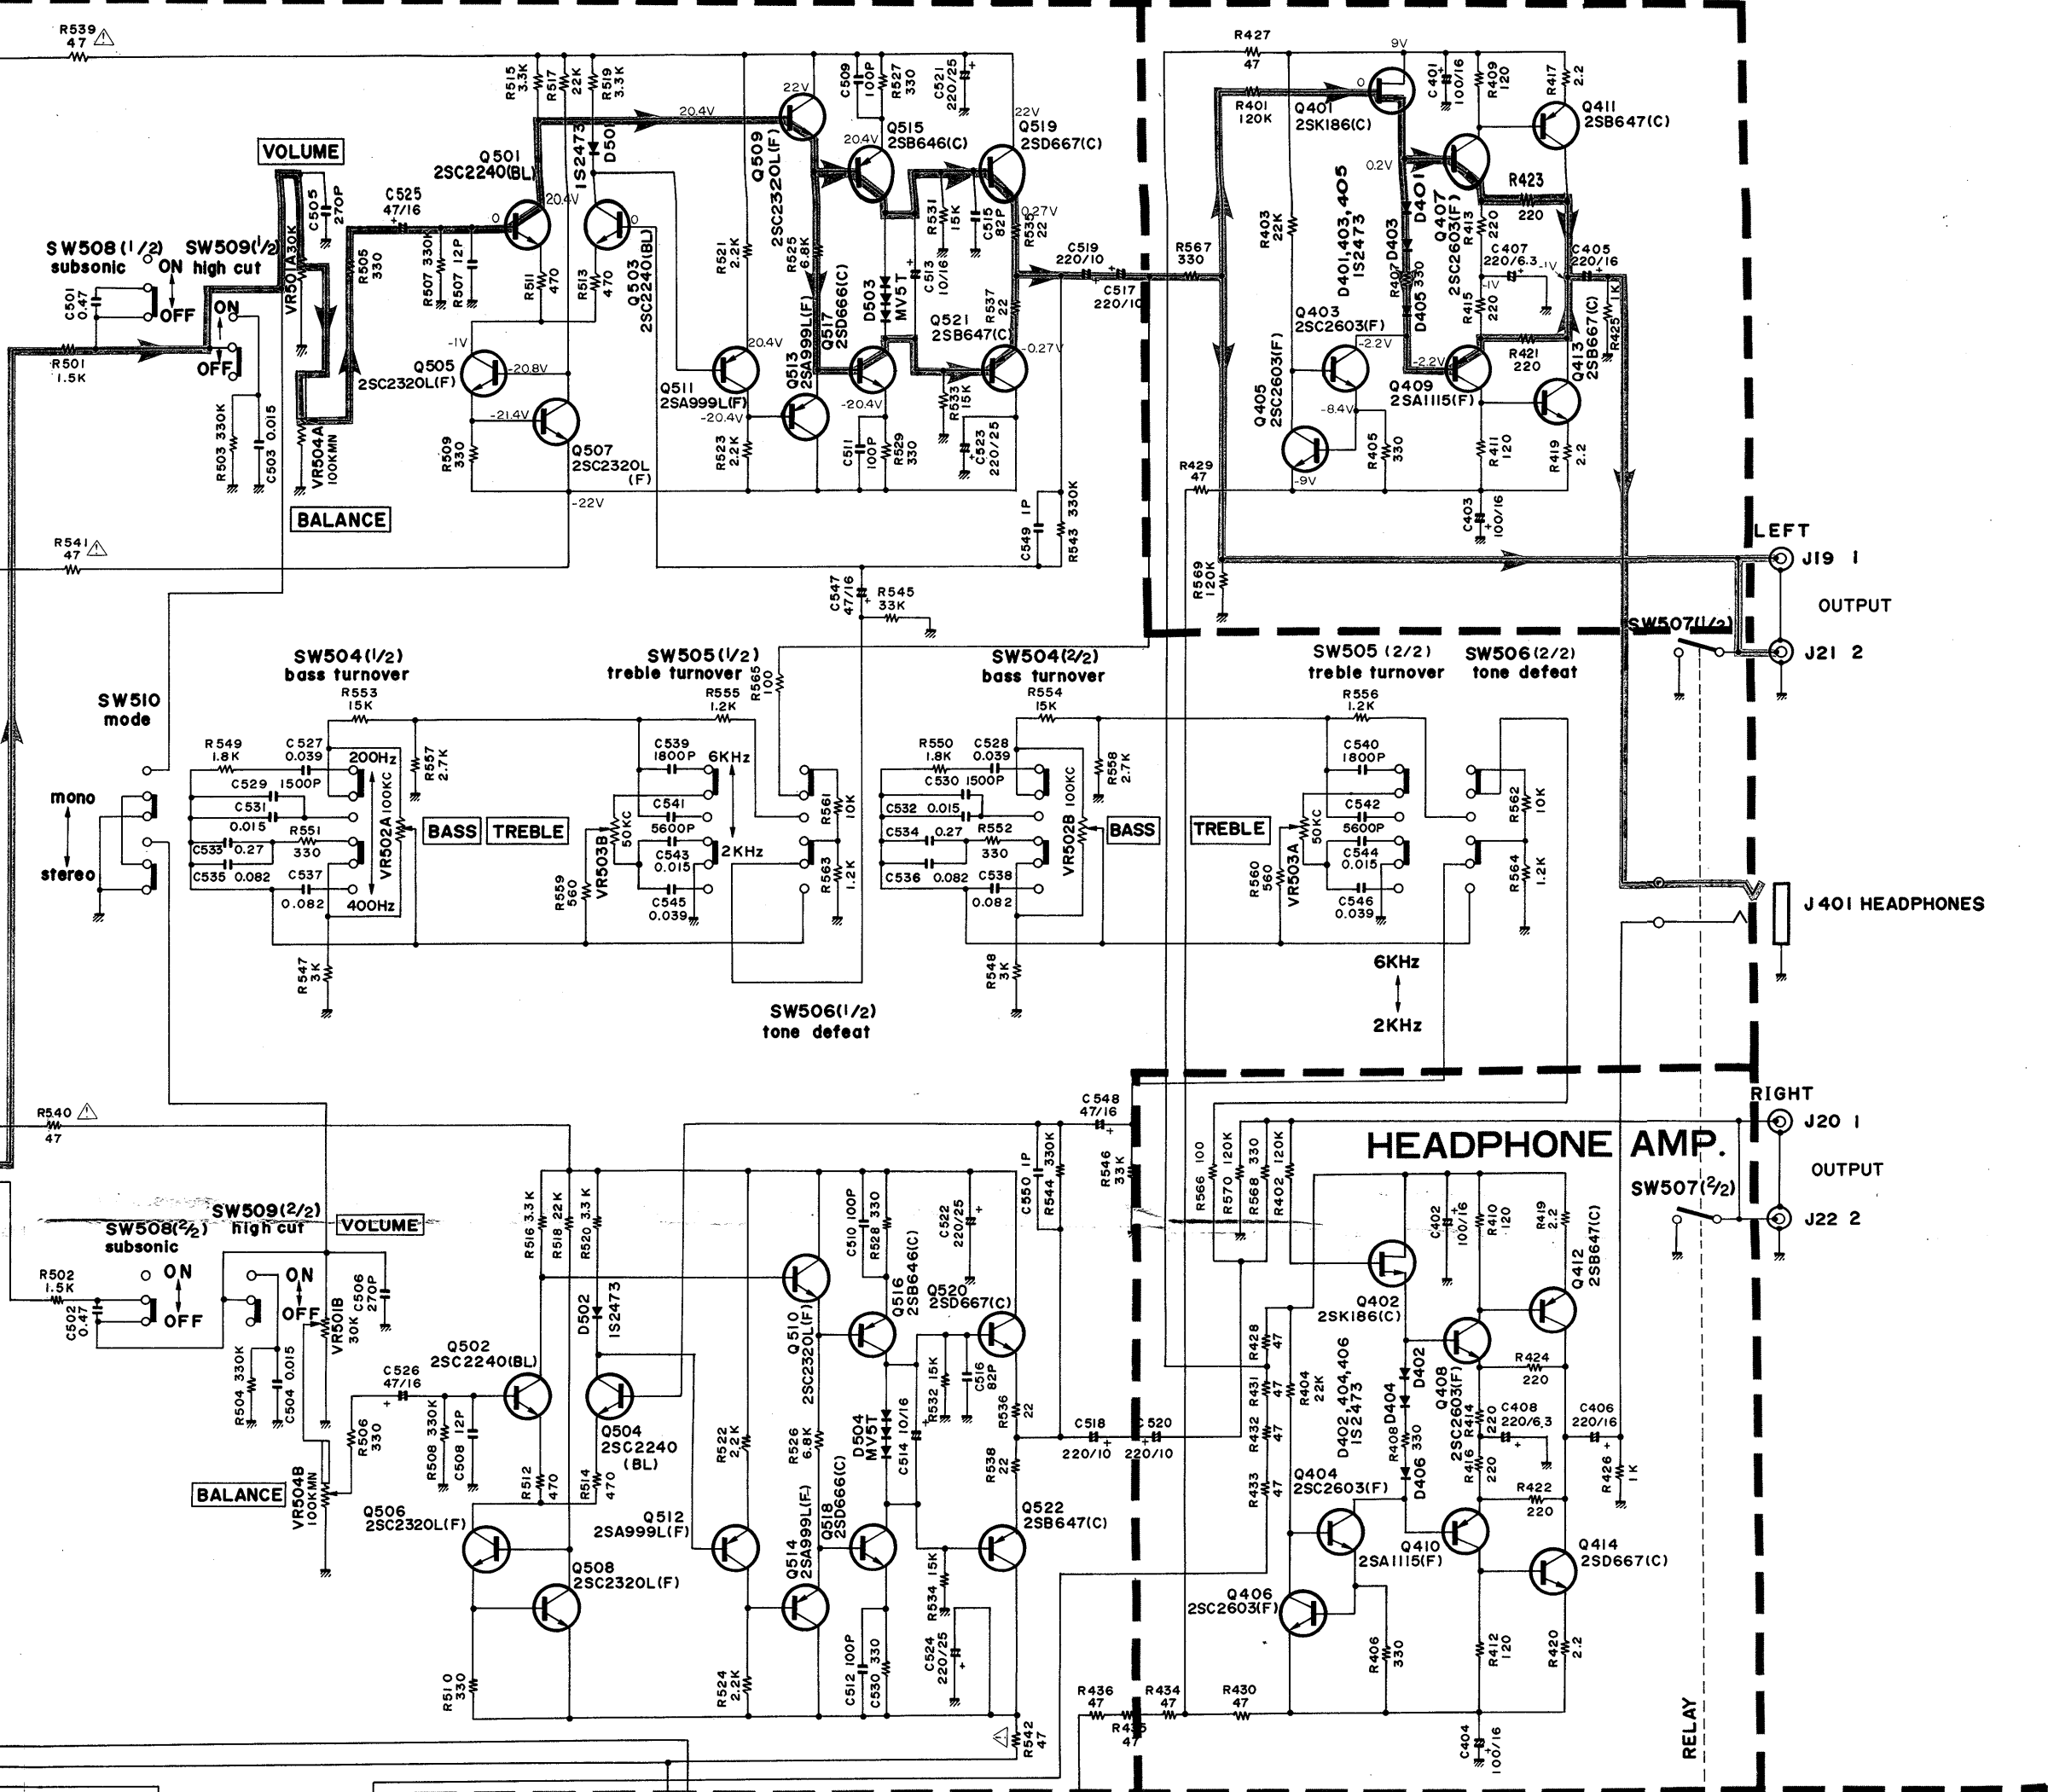 R539
47
R515
3.3K
R517
22K
R519
3.3K
C509
100P
R527
330
C521
220/25
22V
22V
20.4V
Q509
2SC2320L(F)
Q515
2SB646(C)
20.4V
Q519
2SD667(C)
R427
47
9V
C401
100/16
R409
120
R417
2.2
R401
120K
0
Q401
2SK186(C)
Q411
2SB647(C)
VOLUME
Q501
2SC2240(BL)
1S2473
D501
C505
270P
C525
47/16
+
0
20.4V
0
SW508(1/2)
subsonic
ON
OFF
SW509(1/2)
high cut
ON
OFF
C501
0.47
VR501A 30K
R505
330
R507 330K
R507 12P
R511
470
R513
470
Q503
2SC2240(BL)
R521
2.2K
R525
6.8K
Q517
2SD666(C)
D503
MV5T
C513
10/16
+
R531
15K
C515
82P
0.27V
R535
22
R537
22
C519
220/10
+
C517
220/10
R567
330
0.2V
D401,403,405
1S2473
R403
22K
D401
D403
R407
330
D405
Q407
2SC2603(F)
R413
220
R415
220
R423
220
C407
220/6.3
+
-1V
-1V
C405
220/16
+
1K
R425
R421
220
Q403
2SC2603(F)
-2.2V
-2.2V
Q413
2SB667(C)
Q409
2SA1115(F)
Q405
2SC2603(F)
-8.4V
R405
330
-9V
R411
120
R419
2.2
C403
100/16
+
R429
47
R501
1.5K
R503 330K
C503 0.015
VR504A
100KMN
BALANCE
-1V
Q505
2SC2320L(F)
-20.8V
-21.4V
R509
330
Q507
2SC2320L
(F)
-22V
Q511
2SA999L(F)
20.4V
-20.4V
R523
2.2K
Q513
2SA999L(F)
-20.4V
C511
100P
R529
330
Q521
2SB647(C)
-0.27V
R533
15K
C523
220/25
C549 1P
R543 330K
R541
47
C547
47/16
+
R545
33K
R569
120K
LEFT
J19 1
OUTPUT
J21 2
SW507(1/2)
SW504(1/2)
bass turnover
SW505(1/2)
treble turnover
R565
100
SW504(2/2)
bass turnover
SW505(2/2)
treble turnover
SW506(2/2)
tone defeat
SW510
mode
mono
stereo
R553
15K
R555
1.2K
R554
15K
R556
1.2K
R549
1.8K
C527
0.039
200Hz
C529
1500P
C531
0.015
C533
0.27
R551
330
C535 0.082
C537
0.082
400Hz
VR502A 100KC
R557
2.7K
BASS
TREBLE
R547
3K
C539
1800P
6KHz
C541
5600P
C543
0.015
2KHz
C545
0.039
VR503B
50KC
R559
560
R561
10K
R563
1.2K
SW506(1/2)
tone defeat
R550
1.8K
C528
0.039
C530 1500P
C532 0.015
C534 0.27
R552
330
C536 0.082
C538
0.082
VR502B 100KC
R558
2.7K
BASS
TREBLE
R548
3K
C540
1800P
C542
5600P
C544
0.015
C546
0.039
VR503A
50KC
R560
560
R562
10K
R564
1.2K
6KHz
2KHz
J401 HEADPHONES
R540
47
C548
47/16
+
C550 1P
R544 330K
R546
33K
RIGHT
J20 1
OUTPUT
J22 2
SW507(2/2)
HEADPHONE AMP.
R566 100
R570 120K
R568 330
R402 120K
SW508(2/2)
subsonic
SW509(2/2)
high cut
VOLUME
R502
1.5K
C502
0.47
ON
OFF
ON
OFF
C506
270P
VR501B
30K
R504 330K
C504 0.015
BALANCE
VR504B
100KMN
R516 3.3K
R518 22K
R520 3.3K
D502
1S2473
Q502
2SC2240(BL)
C526
47/16
+
R506
330
R508 330K
C508 12P
R512
470
R514
470
Q504
2SC2240
(BL)
Q506
2SC2320L(F)
Q508
2SC2320L(F)
R510
330
Q512
2SA999L(F)
R522
2.2K
R524
2.2K
Q510
2SC2320L(F)
R526
6.8K
Q514
2SA999L(F)
C510 100P
R528 330
Q516
2SB646(C)
C522
220/25
Q520
2SD667(C)
D504
MV5T
C514 10/16
R532 15K
C516
82P
R536
22
R538
22
Q518
2SD666(C)
R534 15K
Q522
2SB647(C)
C512 100P
C530 330
C524
220/25
+
R542
47
C518
220/10
+
C520
220/10
+
C402
100/16
R410
120
R419
2.2
Q412
2SB647(C)
Q402
2SK186(C)
R428
47
R431
47
R432
47
R433
47
R404
22K
D402,404,406
1S2473
D402
D404
R408
330
D406
Q408
2SC2603(F)
R414
220
R416
220
R424
220
C408
220/6.3
+
C406
220/16
+
R426
1K
R422
220
Q404
2SC2603(F)
Q410
2SA1115(F)
Q414
2SD667(C)
Q406
2SC2603(F)
R406
330
R412
120
R420
2.2
R436
47
R435
47
R434
47
R430
47
C404
100/16
+
RELAY